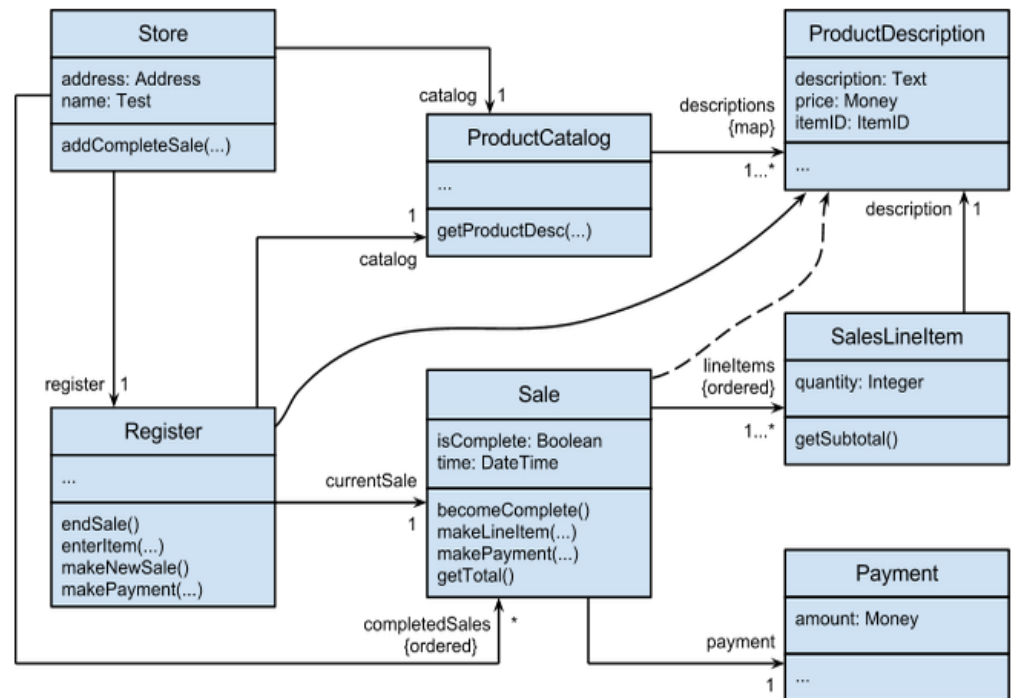 Store
address: Address
name: Test
addCompleteSale(...)
catalog
1
ProductCatalog
...
getProductDesc(...)
descriptions
{map}
1...*
ProductDescription
description: Text
price: Money
itemID: ItemID
...
1
catalog
description
1
register
1
Register
...
endSale()
enterItem(...)
makeNewSale()
makePayment(...)
currentSale
1
Sale
isComplete: Boolean
time: DateTime
becomeComplete()
makeLineItem(...)
makePayment(...)
getTotal()
lineItems
{ordered}
1...*
SalesLineItem
quantity: Integer
getSubtotal()
completedSales
{ordered}
*
payment
1
Payment
amount: Money
...